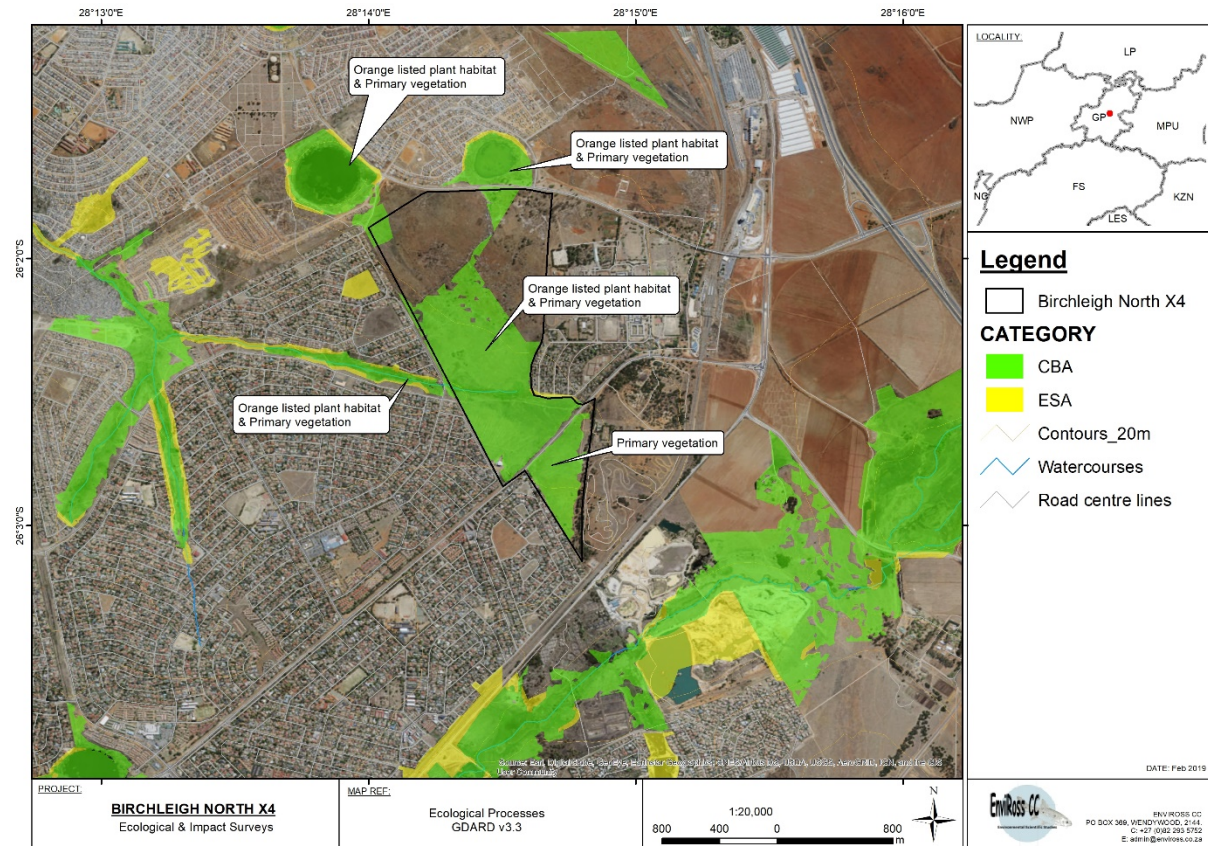 28°13'0"E
28°14'0"E
28°15'0"E
28°16'0"E
26°2'0"S
26°3'0"S
Orange listed plant habitat
& Primary vegetation
Orange listed plant habitat
& Primary vegetation
Orange listed plant habitat
& Primary vegetation
Orange listed plant habitat
& Primary vegetation
Primary vegetation
User Community
LOCALITY:
LP
NWP
GP
MPU
FS
NC
KZN
LES
Legend
Birchleigh North X4
CATEGORY
CBA
ESA
Contours_20m
Watercourses
Road centre lines
DATE: Feb 2019
PROJECT:
BIRCHLEIGH NORTH X4
Ecological & Impact Surveys
MAP REF:
Ecological Processes
GDARD v3.3
1:20,000
800 400 0 800
m
N
EnviRoss CC
ENVIROSS CC
PO BOX 369, WENDYWOOD, 2144.
C: +27 (0)82 293 5752
E: admin@enviross.co.za